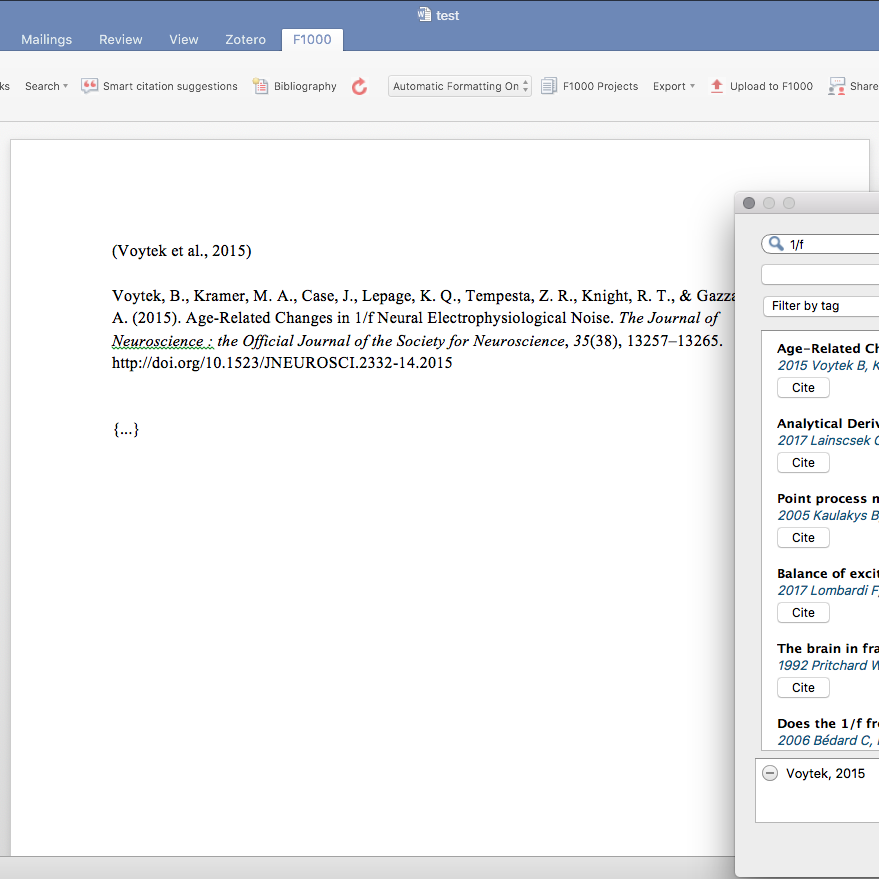 test
Mailings Review View Zotero F1000
ks Search Smart citation suggestions Bibliography Automatic Formatting On F1000 Projects Export Upload to F1000 Share
(Voytek et al., 2015)
Voytek, B., Kramer, M. A., Case, J., Lepage, K. Q., Tempesta, Z. R., Knight, R. T., & Gazza
A. (2015). Age-Related Changes in 1/f Neural Electrophysiological Noise. The Journal of
Neuroscience : the Official Journal of the Society for Neuroscience, 35(38), 13257–13265.
http://doi.org/10.1523/JNEUROSCI.2332-14.2015
{...}
1/f
Filter by tag
Age-Related Ch
2015 Voytek B, K
Cite
Analytical Deriv
2017 Lainscsek C
Cite
Point process m
2005 Kaulakys B
Cite
Balance of excit
2017 Lombardi F,
Cite
The brain in fra
1992 Pritchard W
Cite
Does the 1/f fr
2006 Bédard C,
Voytek, 2015